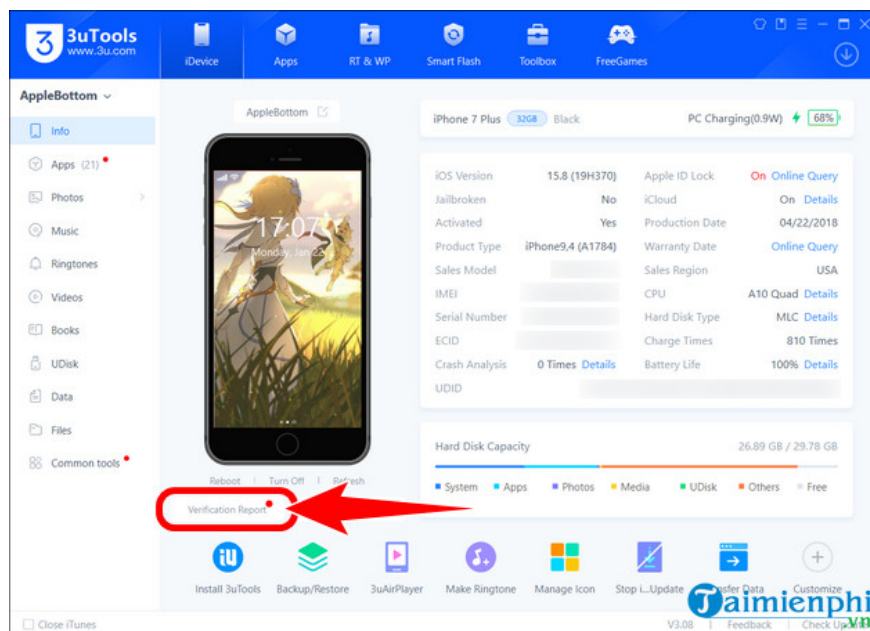 3uTools
www.3u.com
iDevice
Apps
RT & WP
Smart Flash
Toolbox
FreeGames
AppleBottom
Info
Apps (21)
Photos
Music
Ringtones
Videos
Books
UDisk
Data
Files
Common tools
AppleBottom
17:07
Monday, Jan 22
Reboot Turn Off Refresh
Verification Report
iPhone 7 Plus 32GB Black PC Charging(0.9W) 68%
iOS Version 15.8 (19H370) Apple ID Lock On Online Query
Jailbroken No iCloud On Details
Activated Yes Production Date 04/22/2018
Product Type iPhone9,4 (A1784) Warranty Date Online Query
Sales Model Sales Region USA
IMEI CPU A10 Quad Details
Serial Number Hard Disk Type MLC Details
ECID Charge Times 810 Times
Crash Analysis 0 Times Details Battery Life 100% Details
UDID
Hard Disk Capacity 26.89 GB / 29.78 GB
System Apps Photos Media UDisk Others Free
Install 3uTools Backup/Restore 3uAirPlayer Make Ringtone Manage Icon Stop i...Update Transfer Data Customize
Close iTunes V3.08 Feedback Check Update
Taimienphi
.vn